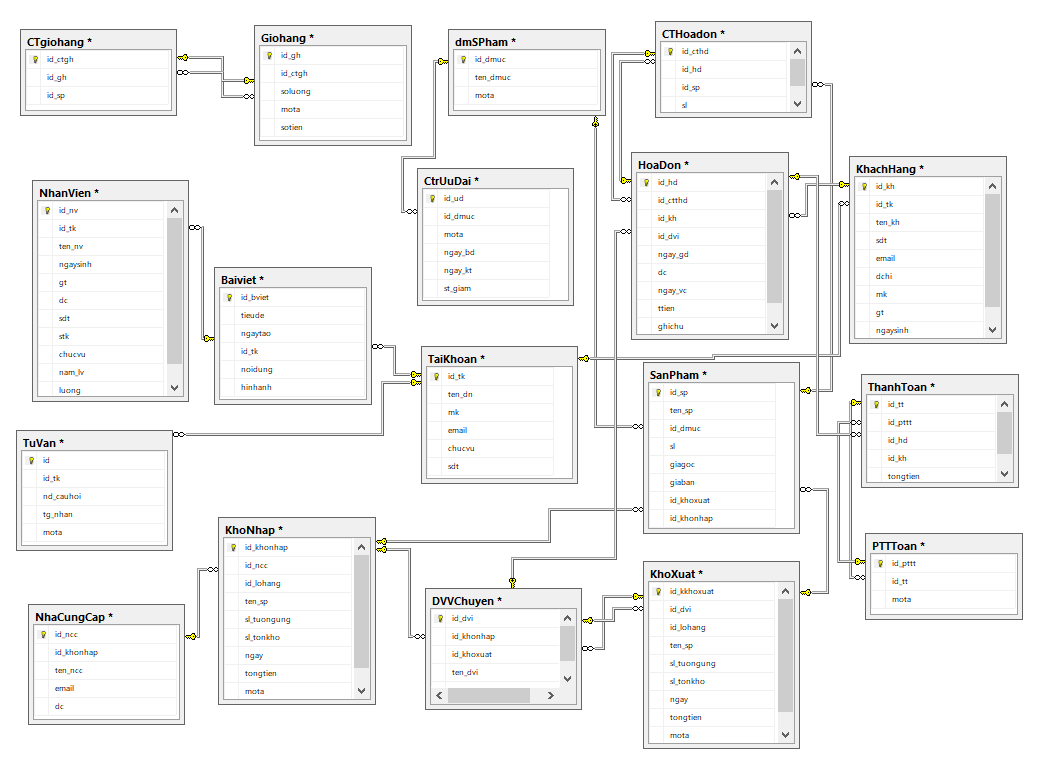 CTgiohang *
id_ctgh
id_gh
id_sp
Giohang *
id_gh
id_ctgh
soluong
mota
sotien
dmSPham *
id_dmuc
ten_dmuc
mota
CTHoadon *
id_cthd
id_hd
id_sp
sl
NhanVien *
id_nv
id_tk
ten_nv
ngaysinh
gt
dc
sdt
stk
chucvu
nam_lv
luong
CtrUuDai *
id_ud
id_dmuc
mota
ngay_bd
ngay_kt
st_giam
HoaDon *
id_hd
id_ctthd
id_kh
id_dvi
ngay_gd
dc
ngay_vc
ttien
ghichu
KhachHang *
id_kh
id_tk
ten_kh
sdt
email
dchi
mk
gt
ngaysinh
Baiviet *
id_bviet
tieude
ngaytao
id_tk
noidung
hinhanh
TaiKhoan *
id_tk
ten_dn
mk
email
chucvu
sdt
SanPham *
id_sp
ten_sp
id_dmuc
sl
giagoc
giaban
id_khoxuat
id_khonhap
ThanhToan *
id_tt
id_pttt
id_hd
id_kh
tongtien
TuVan *
id
id_tk
nd_cauhoi
tg_nhan
mota
KhoNhap *
id_khonhap
id_ncc
id_lohang
ten_sp
sl_tuongung
sl_tonkho
ngay
tongtien
mota
PTTToan *
id_pttt
id_tt
mota
NhaCungCap *
id_ncc
id_khonhap
ten_ncc
email
dc
DVVChuyen *
id_dvi
id_khonhap
id_khoxuat
ten_dvi
KhoXuat *
id_kkhoxuat
id_dvi
id_lohang
ten_sp
sl_tuongung
sl_tonkho
ngay
tongtien
mota